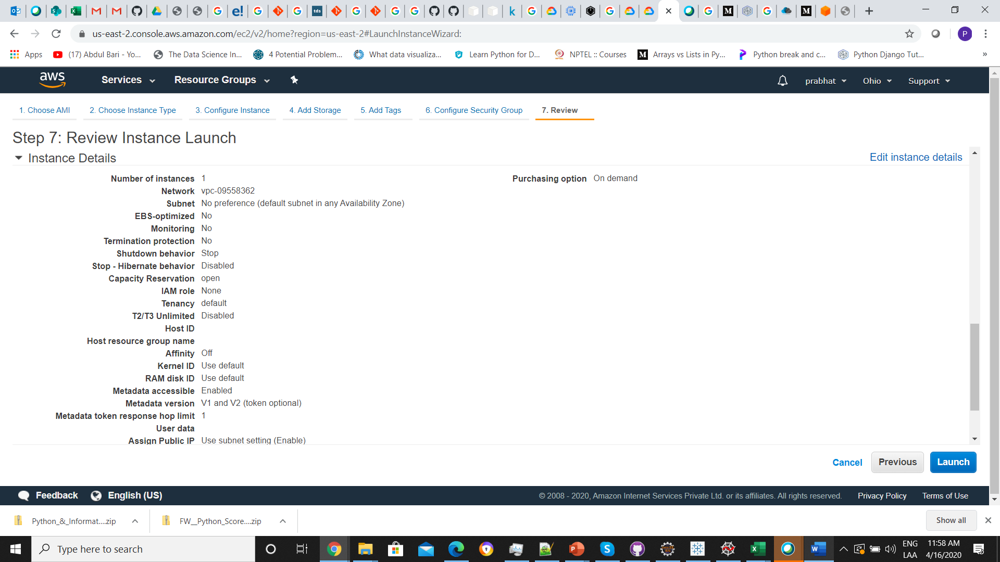 us-east-2.console.aws.amazon.com/ec2/v2/home?region=us-east-2#LaunchInstanceWizard:
P
Apps (17) Abdul Bari - Yo... The Data Science In... 4 Potential Problem... What data visualiza... Learn Python for D... NPTEL :: Courses M Arrays vs Lists in Py... Python break and c... Python Django Tut... »
aws Services Resource Groups prabhat Ohio Support
1. Choose AMI 2. Choose Instance Type 3. Configure Instance 4. Add Storage 5. Add Tags 6. Configure Security Group 7. Review
Step 7: Review Instance Launch
Instance Details Edit instance details
Number of instances 1 Purchasing option On demand
Network vpc-09558362
Subnet No preference (default subnet in any Availability Zone)
EBS-optimized No
Monitoring No
Termination protection No
Shutdown behavior Stop
Stop - Hibernate behavior Disabled
Capacity Reservation open
IAM role None
Tenancy default
T2/T3 Unlimited Disabled
Host ID
Host resource group name
Affinity Off
Kernel ID Use default
RAM disk ID Use default
Metadata accessible Enabled
Metadata version V1 and V2 (token optional)
Metadata token response hop limit 1
User data
Assign Public IP Use subnet setting (Enable)
Cancel Previous Launch
Feedback English (US) © 2008 - 2020, Amazon Internet Services Private Ltd. or its affiliates. All rights reserved. Privacy Policy Terms of Use
Python_&_Informat....zip FW__Python_Score....zip Show all
Type here to search
ENG 11:58 AM
LAA 4/16/2020